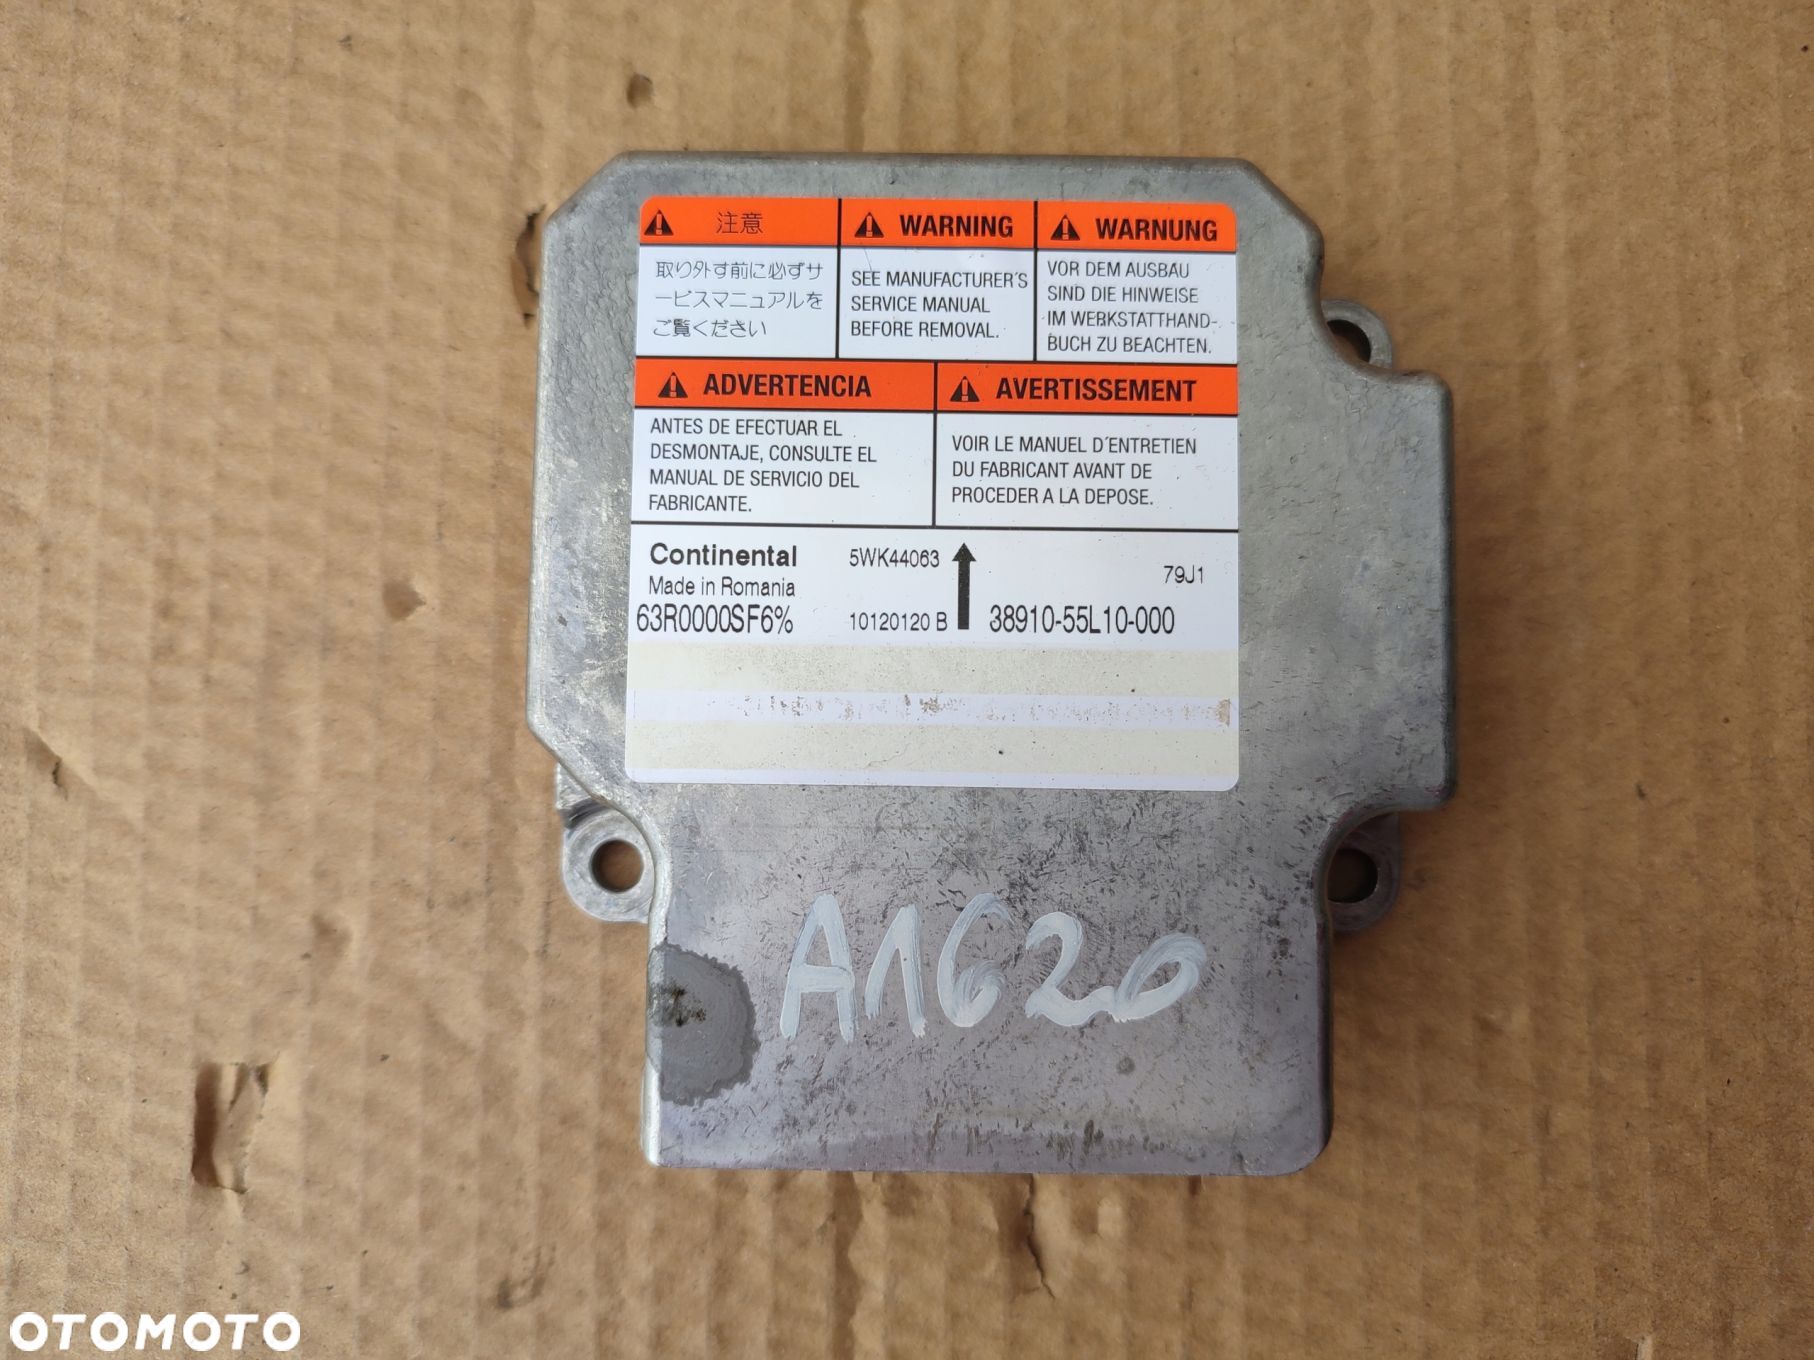 注意
取り外す前に必ずサ
ービスマニュアルを
ご覧ください
WARNING
SEE MANUFACTURER´S
SERVICE MANUAL
BEFORE REMOVAL.
WARNUNG
VOR DEM AUSBAU
SIND DIE HINWEISE
IM WERKSTATTHAND-
BUCH ZU BEACHTEN.
ADVERTENCIA
ANTES DE EFECTUAR EL
DESMONTAJE, CONSULTE EL
MANUAL DE SERVICIO DEL
FABRICANTE.
AVERTISSEMENT
VOIR LE MANUEL D´ENTRETIEN
DU FABRICANT AVANT DE
PROCEDER A LA DEPOSE.
Continental 5WK44063 79J1
Made in Romania
63R0000SF6% 10120120 B 38910-55L10-000
A1620
OTOMOTO